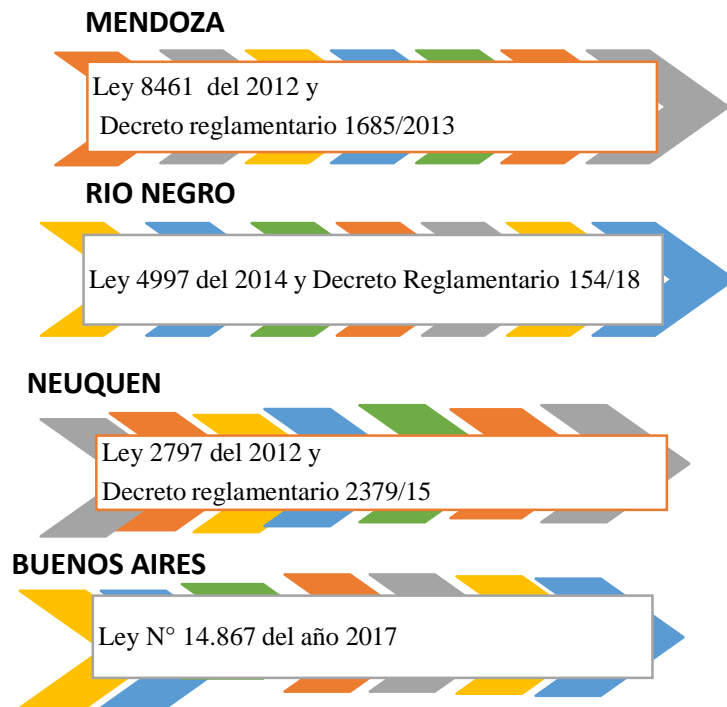 MENDOZA
Ley 8461 del 2012 y
Decreto reglamentario 1685/2013
RIO NEGRO
Ley 4997 del 2014 y Decreto Reglamentario 154/18
NEUQUEN
Ley 2797 del 2012 y
Decreto reglamentario 2379/15
BUENOS AIRES
Ley N° 14.867 del año 2017